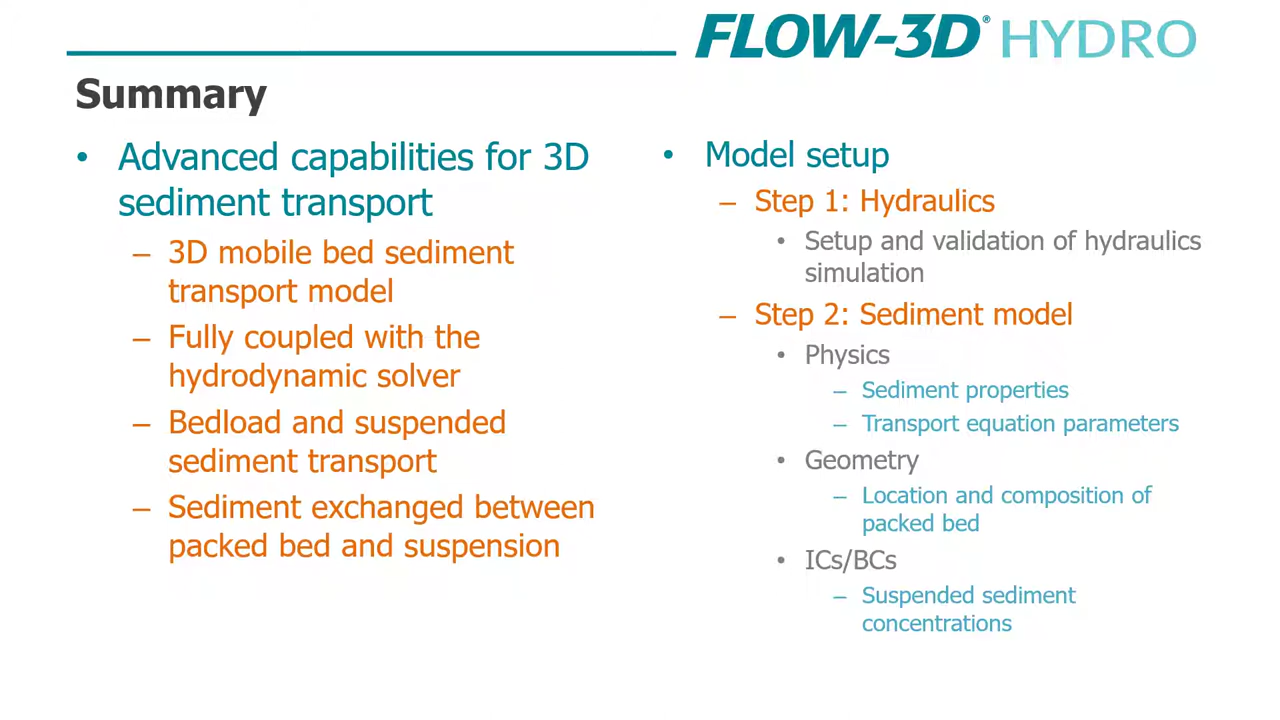 FLOW-3D® HYDRO
Summary
• Advanced capabilities for 3D
sediment transport
– 3D mobile bed sediment
transport model
– Fully coupled with the
hydrodynamic solver
– Bedload and suspended
sediment transport
– Sediment exchanged between
packed bed and suspension
• Model setup
– Step 1: Hydraulics
• Setup and validation of hydraulics
simulation
– Step 2: Sediment model
• Physics
– Sediment properties
– Transport equation parameters
• Geometry
– Location and composition of
packed bed
• ICs/BCs
– Suspended sediment
concentrations